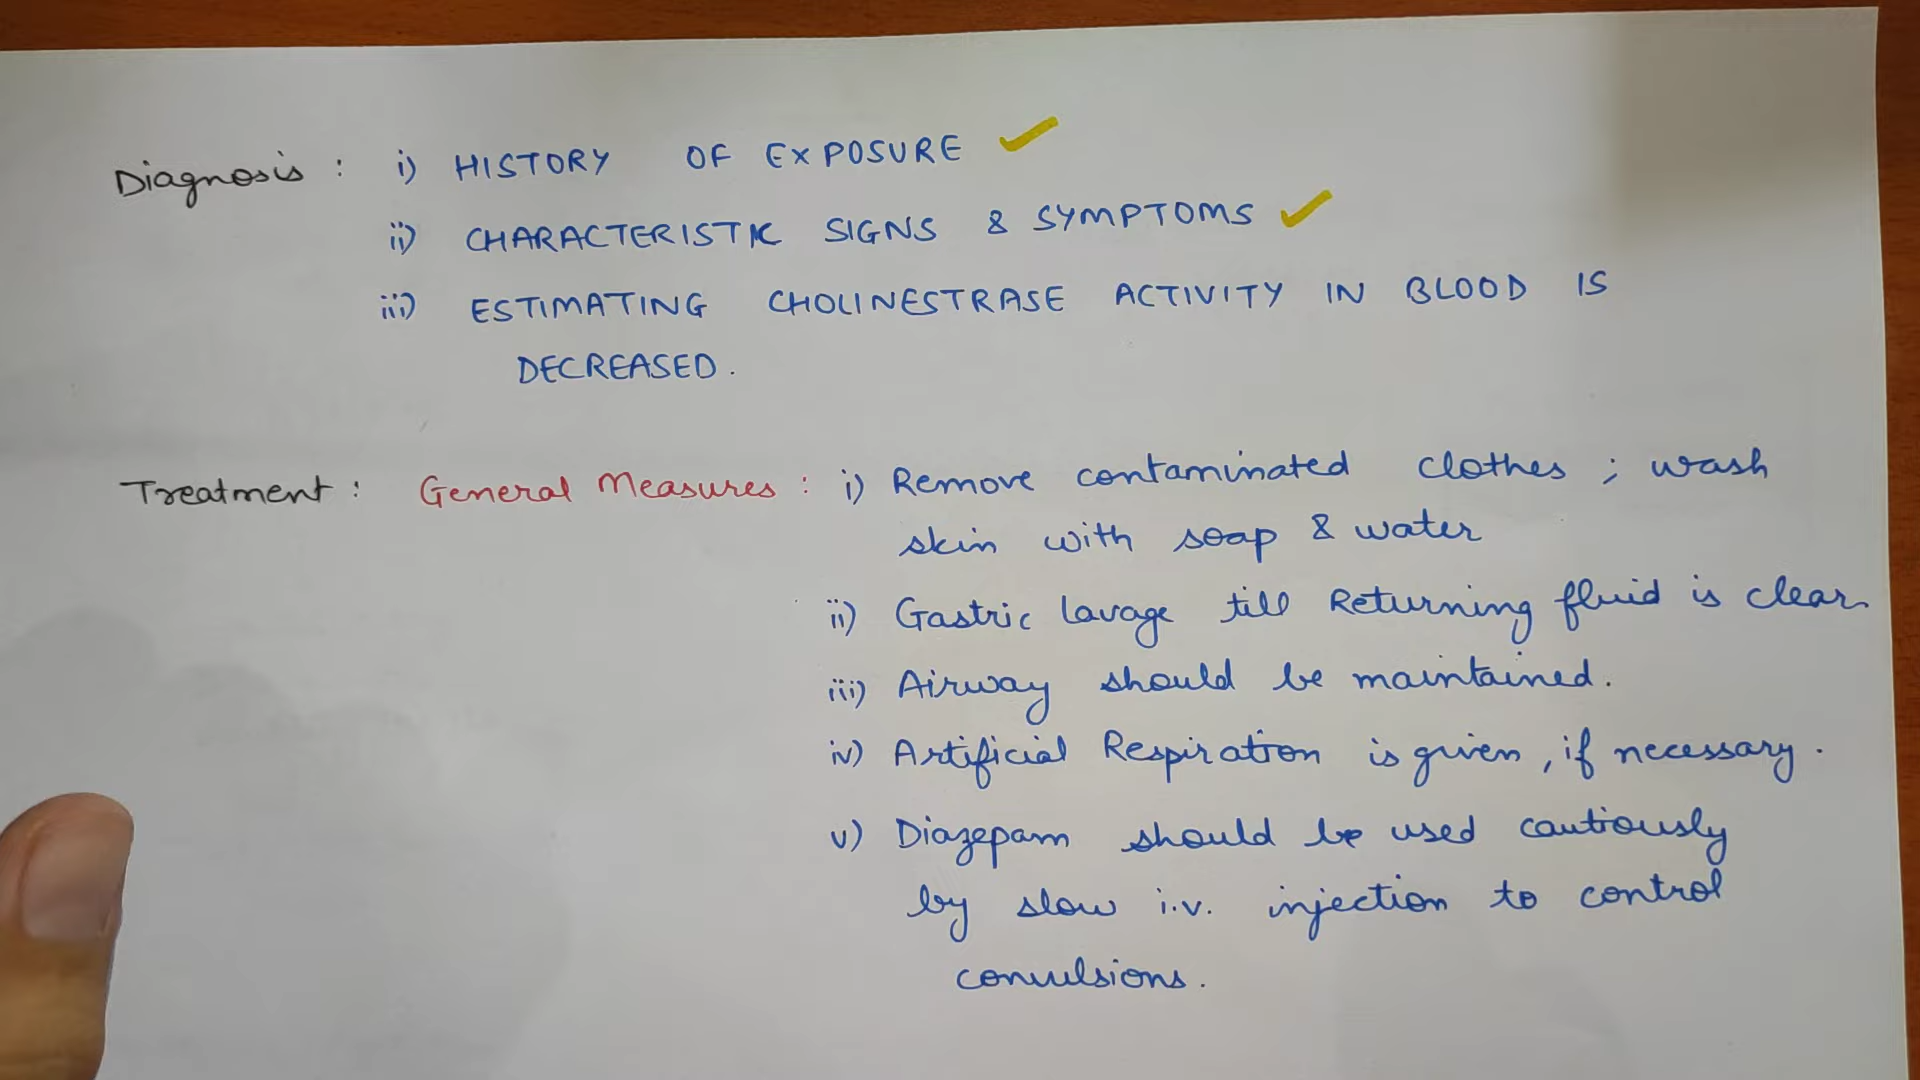 Diagnosis : i) HISTORY OF EXPOSURE
ii) CHARACTERISTIC SIGNS & SYMPTOMS
iii) ESTIMATING CHOLINESTRASE ACTIVITY IN BLOOD IS
DECREASED.
Treatment : General Measures : i) Remove contaminated clothes ; wash
skin with soap & water
ii) Gastric lavage till Returning fluid is clear
iii) Airway should be maintained.
iv) Artificial Respiration is given, if necessary.
v) Diazepam should be used cautiously
by slow i.v. injection to control
convulsions.